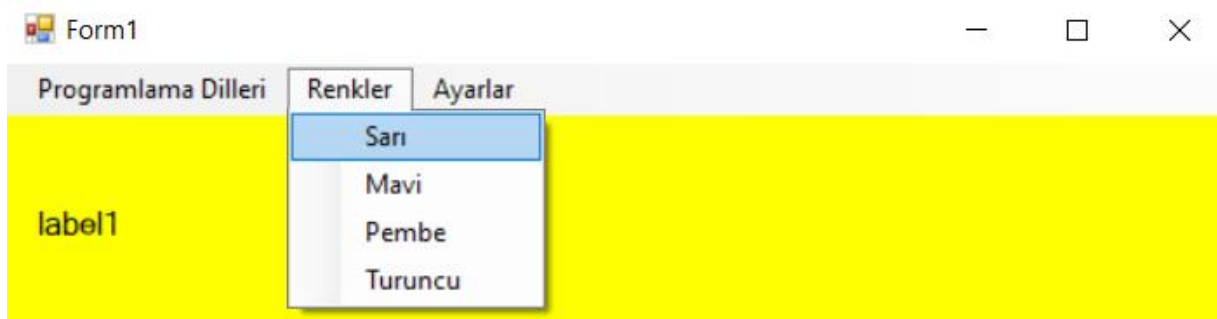 Form1
Programlama Dilleri Renkler Ayarlar
Sarı
Mavi
label1
Pembe
Turuncu